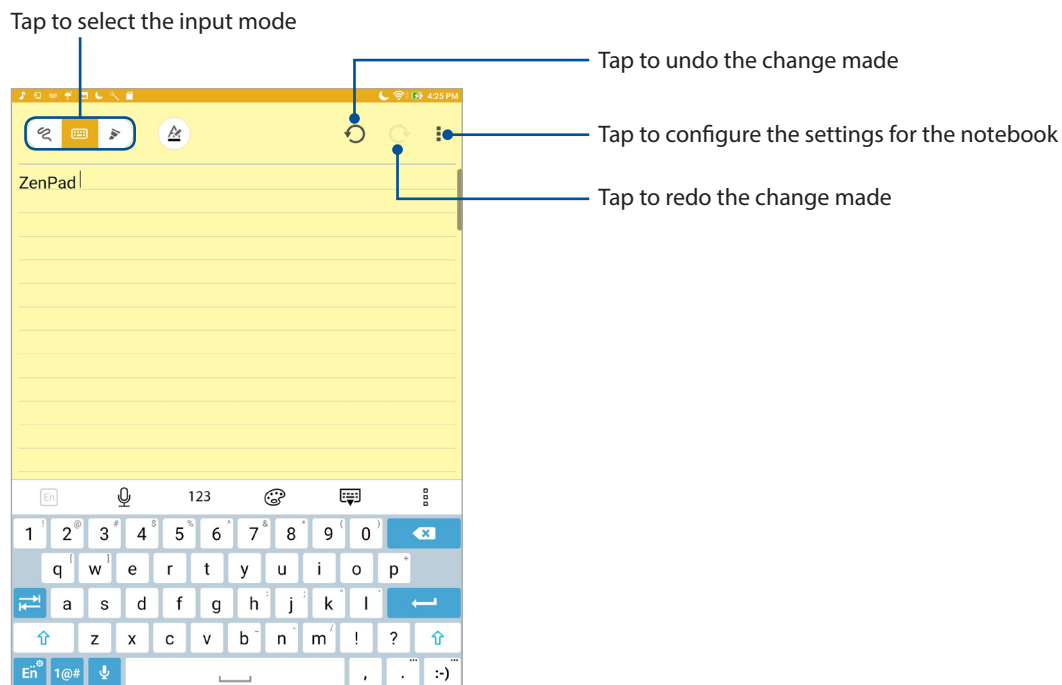 Tap to select the input mode
Tap to undo the change made
4:25 PM
Tap to configure the settings for the notebook
ZenPad
Tap to redo the change made
En 123
1 ! 2 @ 3 # 4 $ 5 % 6 ^ 7 & 8 * 9 ( 0 )
q [ w ] e r t y u i o p +
a s d f g h : j ; k " l '
z x c v b - n ~ m / ! ?
En 1@# , . ... :-) ...